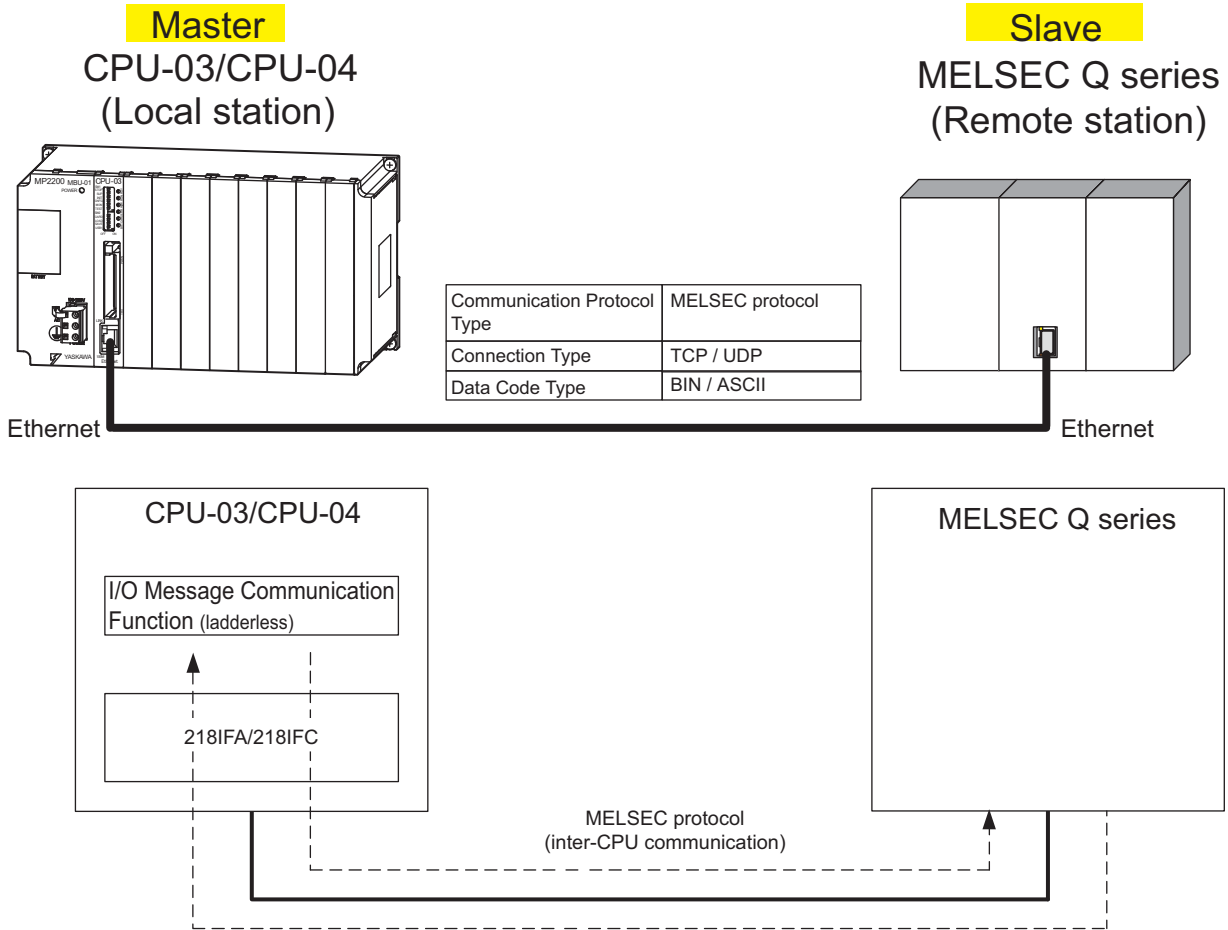 Master
CPU-03/CPU-04
(Local station)
Slave
MELSEC Q series
(Remote station)
MP2200 MBU-01
CPU-03
POWER
BATTERY
YASKAWA
Communication Protocol Type
MELSEC protocol
Connection Type
TCP / UDP
Data Code Type
BIN / ASCII
Ethernet
Ethernet
CPU-03/CPU-04
I/O Message Communication
Function (ladderless)
218IFA/218IFC
MELSEC Q series
MELSEC protocol
(inter-CPU communication)